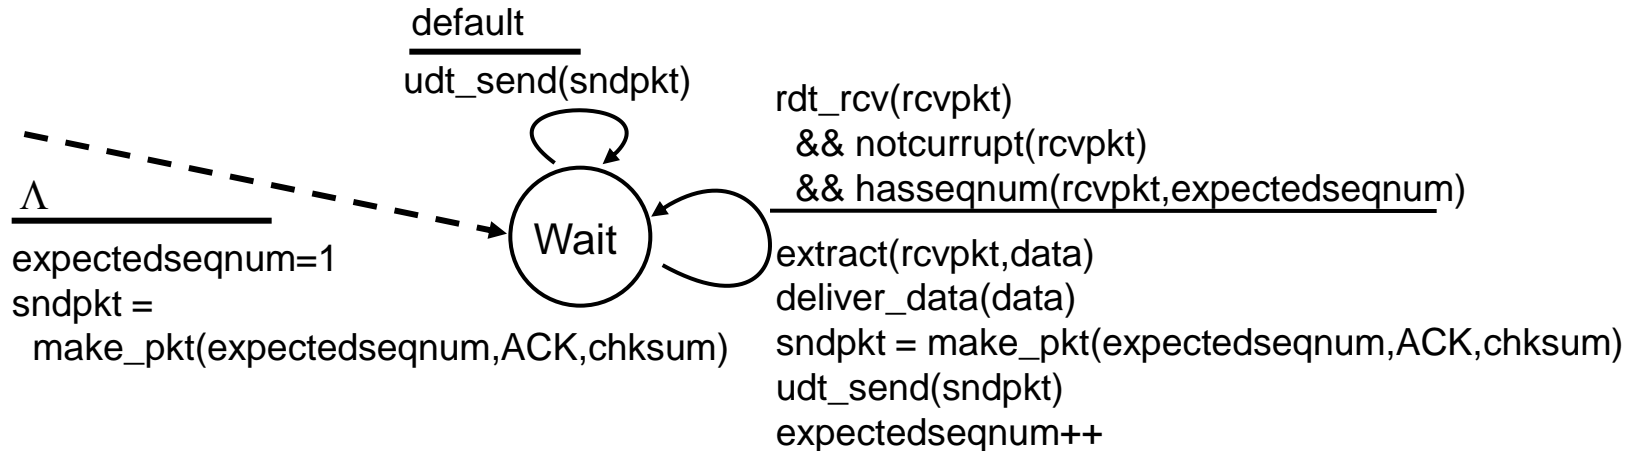 default
udt_send(sndpkt)
rdt_rcv(rcvpkt)
&& notcurrupt(rcvpkt)
&& hasseqnum(rcvpkt,expectedseqnum)
Λ
Wait
expectedseqnum=1
sndpkt =
make_pkt(expectedseqnum,ACK,chksum)
extract(rcvpkt,data)
deliver_data(data)
sndpkt = make_pkt(expectedseqnum,ACK,chksum)
udt_send(sndpkt)
expectedseqnum++